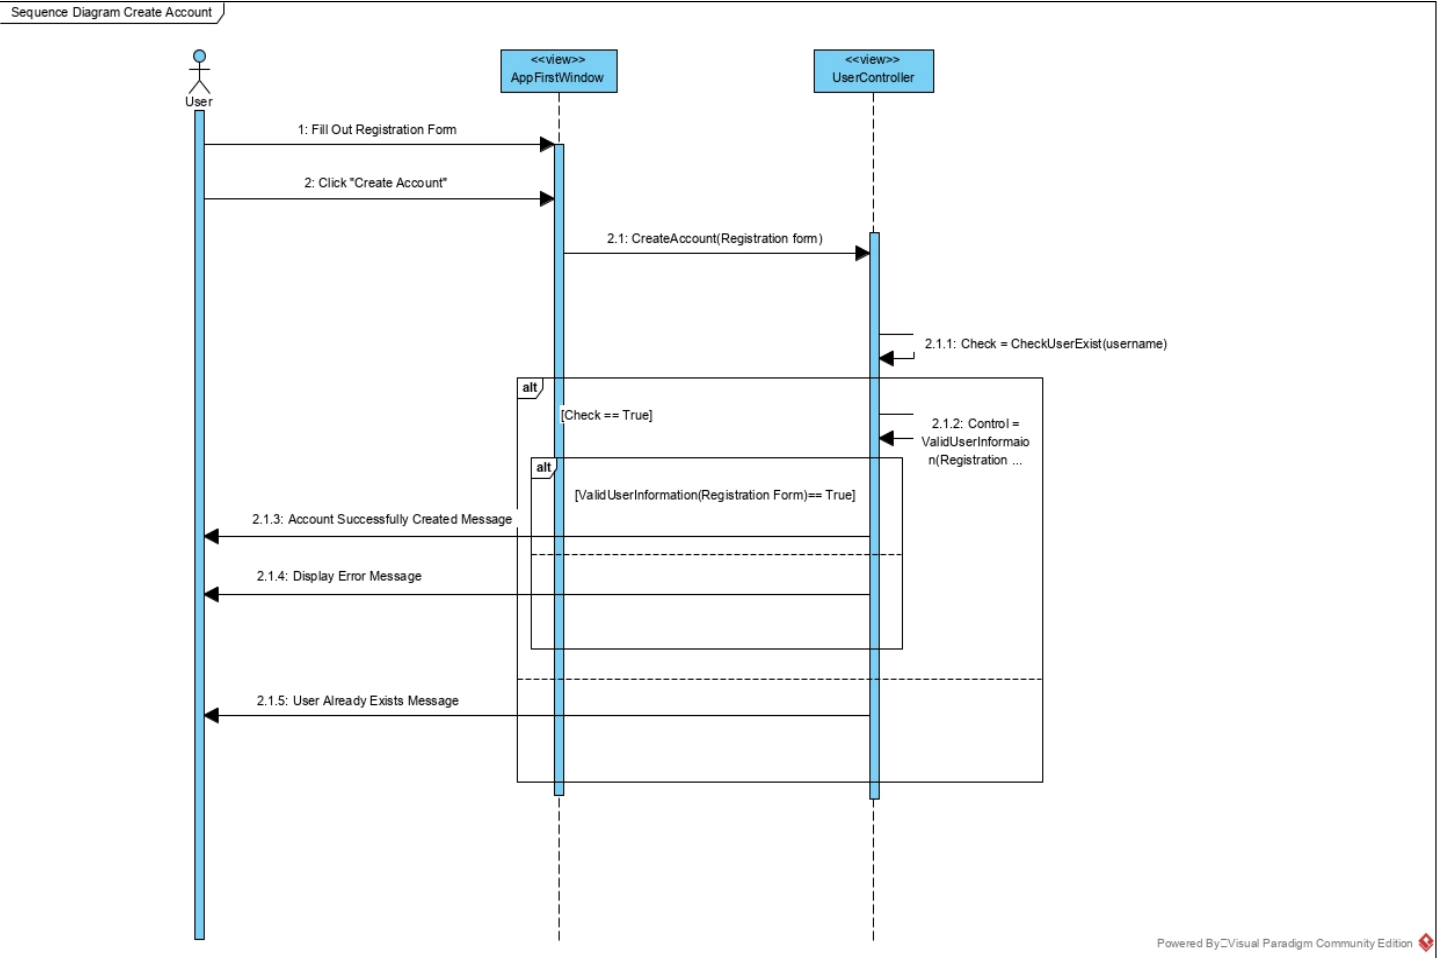 Sequence Diagram Create Account
<<view>>
AppFirstWindow
<<view>>
UserController
User
1: Fill Out Registration Form
2: Click "Create Account"
2.1: CreateAccount(Registration form)
2.1.1: Check = CheckUserExist(username)
alt
[Check == True]
2.1.2: Control =
ValidUserInformaio
n(Registration ...
alt
[ValidUserInformation(Registration Form)== True]
2.1.3: Account Successfully Created Message
2.1.4: Display Error Message
2.1.5: User Already Exists Message
Powered By Visual Paradigm Community Edition